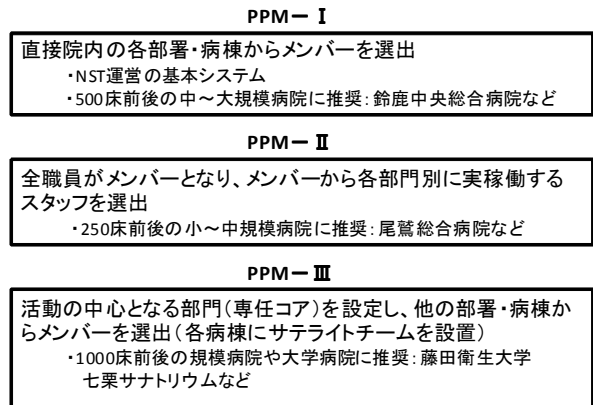 PPM－Ⅰ
直接院内の各部署・病棟からメンバーを選出
・NST運営の基本システム
・500床前後の中～大規模病院に推奨：鈴鹿中央総合病院など
PPM－Ⅱ
全職員がメンバーとなり、メンバーから各部門別に実稼働する
スタッフを選出
・250床前後の小～中規模病院に推奨：尾鷲総合病院など
PPM－Ⅲ
活動の中心となる部門（専任コア）を設定し、他の部署・病棟か
らメンバーを選出（各病棟にサテライトチームを設置）
・1000床前後の規模病院や大学病院に推奨：藤田衛生大学
七栗サナトリウムなど